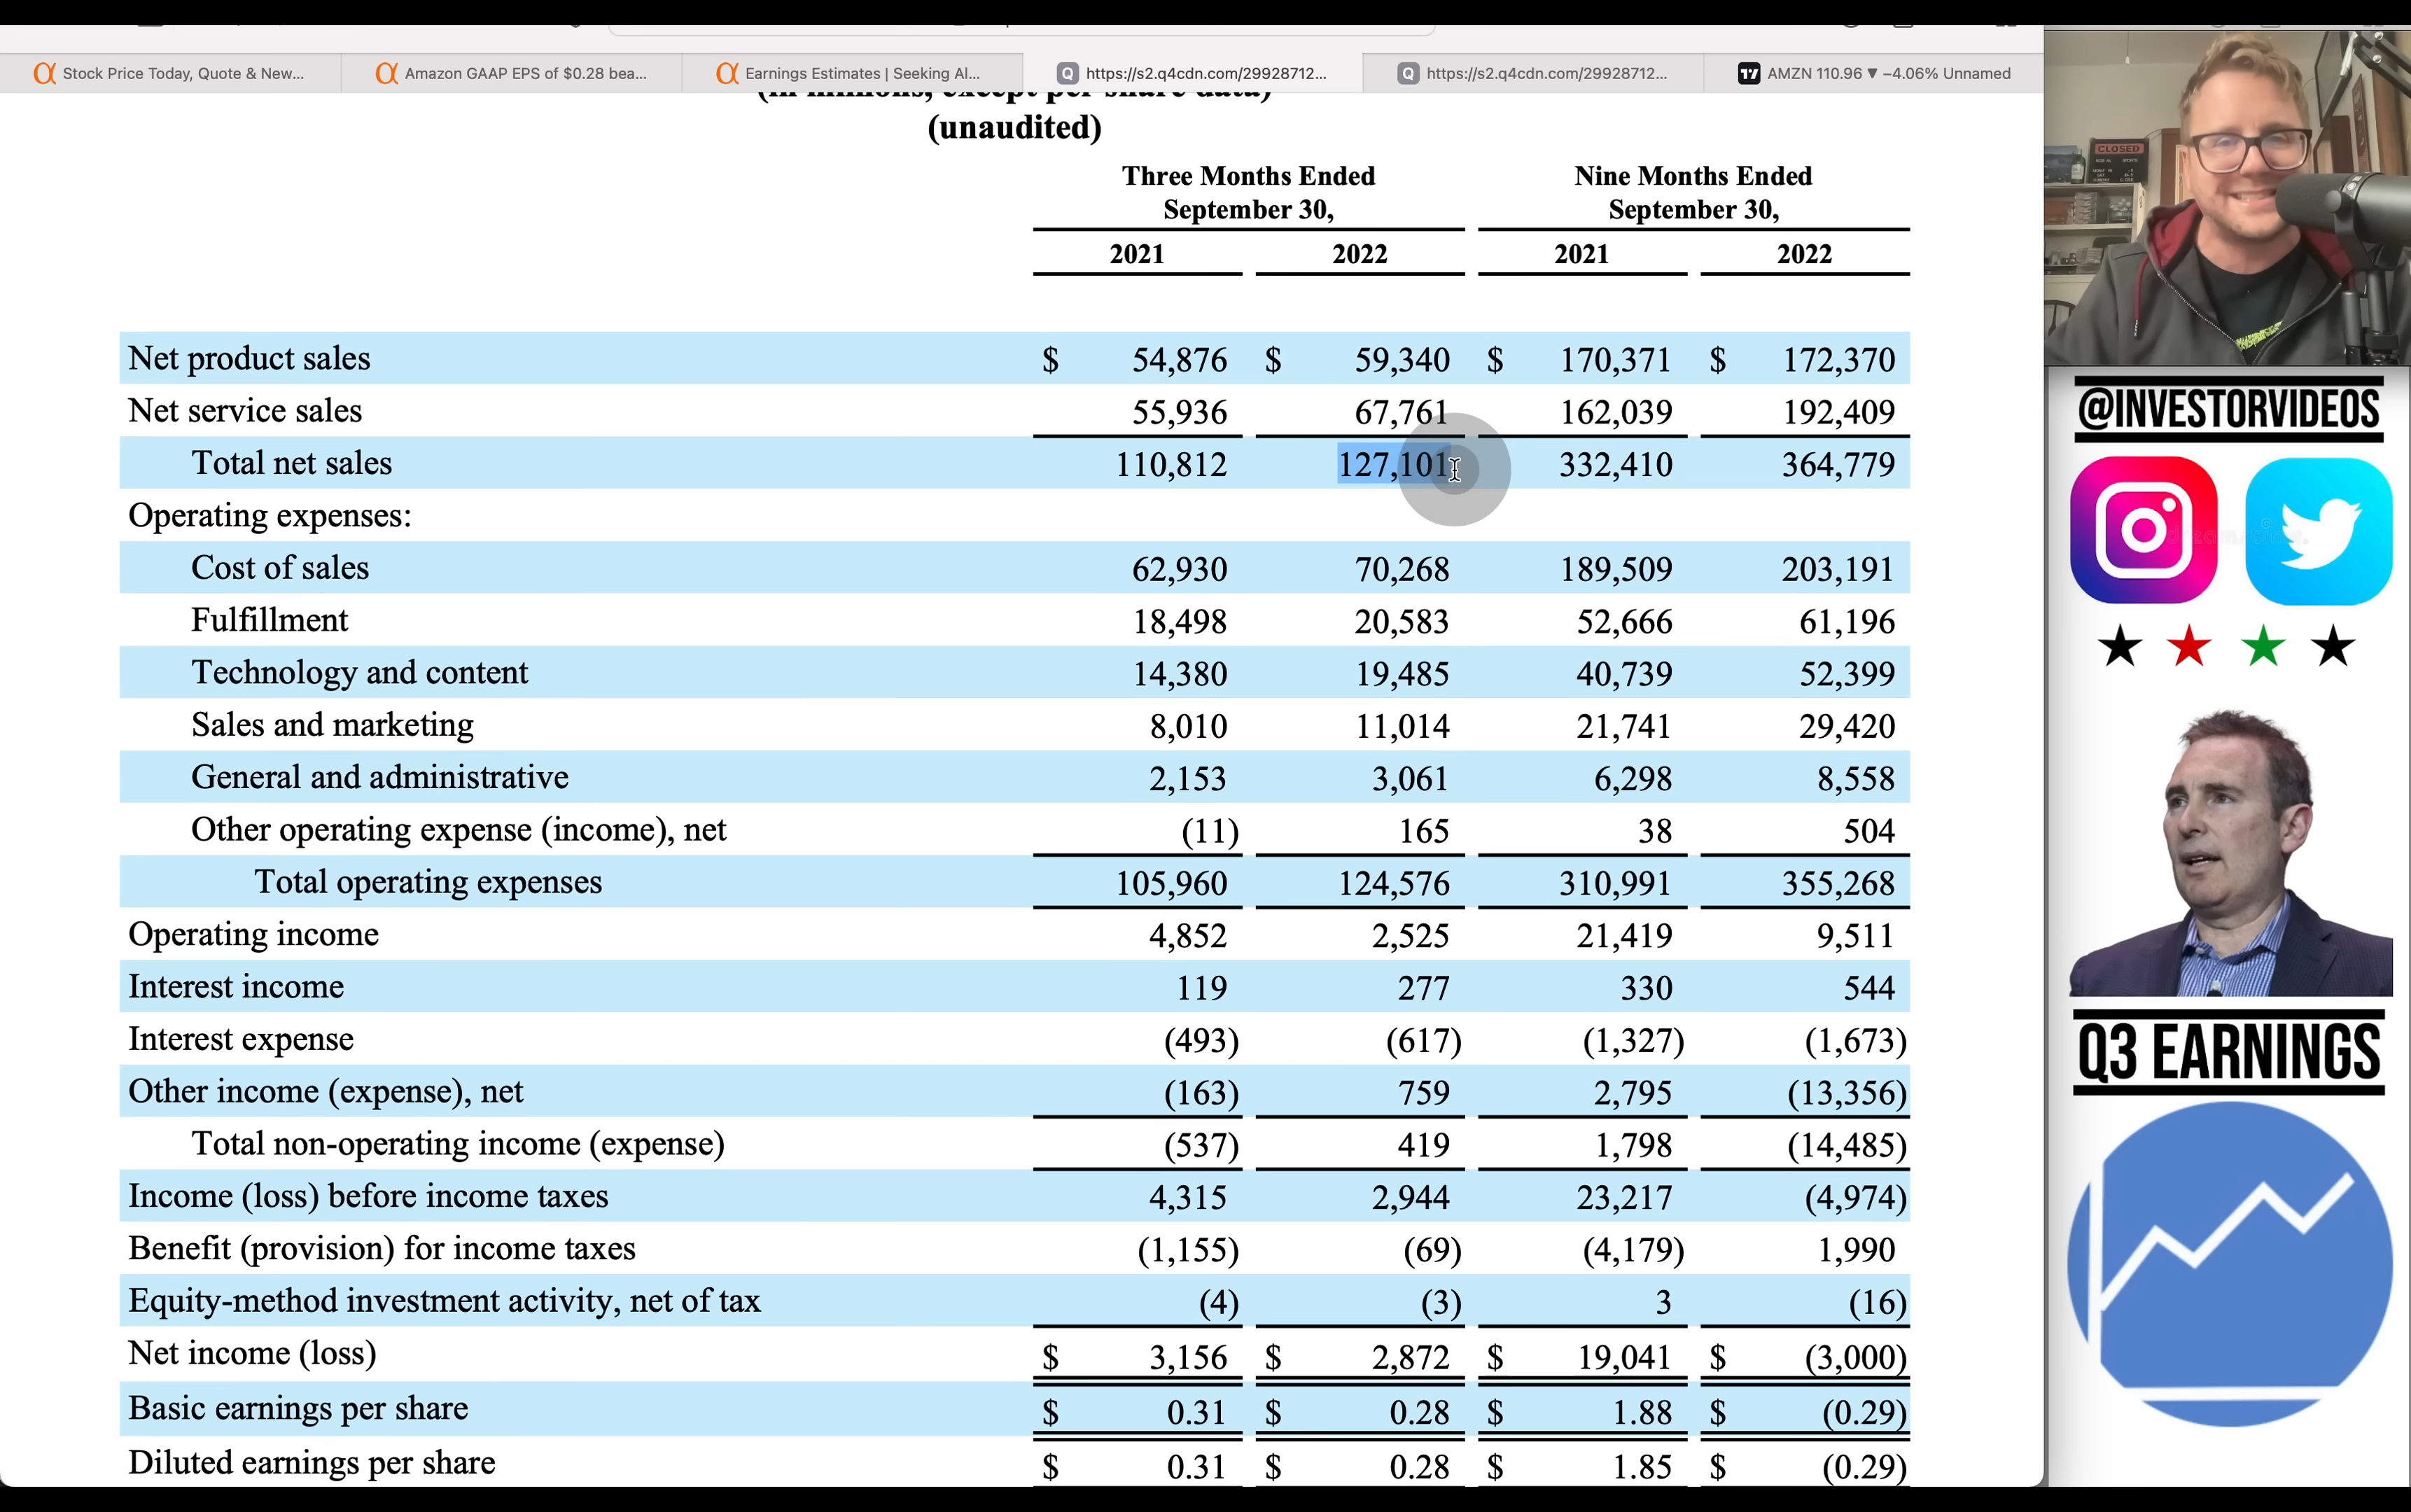 Stock Price Today, Quote & New...
Amazon GAAP EPS of $0.28 bea...
Earnings Estimates | Seeking Al...
Q https://s2.q4cdn.com/29928712...
Q https://s2.q4cdn.com/29928712...
AMZN 110.96 ▼ −4.06% Unnamed
(in millions, except per share data)
(unaudited)
Three Months Ended September 30, Nine Months Ended September 30,
2021 2022 2021 2022
Net product sales $ 54,876 $ 59,340 $ 170,371 $ 172,370
Net service sales 55,936 67,761 162,039 192,409
Total net sales 110,812 127,101 332,410 364,779
Operating expenses:
Cost of sales 62,930 70,268 189,509 203,191
Fulfillment 18,498 20,583 52,666 61,196
Technology and content 14,380 19,485 40,739 52,399
Sales and marketing 8,010 11,014 21,741 29,420
General and administrative 2,153 3,061 6,298 8,558
Other operating expense (income), net (11) 165 38 504
Total operating expenses 105,960 124,576 310,991 355,268
Operating income 4,852 2,525 21,419 9,511
Interest income 119 277 330 544
Interest expense (493) (617) (1,327) (1,673)
Other income (expense), net (163) 759 2,795 (13,356)
Total non-operating income (expense) (537) 419 1,798 (14,485)
Income (loss) before income taxes 4,315 2,944 23,217 (4,974)
Benefit (provision) for income taxes (1,155) (69) (4,179) 1,990
Equity-method investment activity, net of tax (4) (3) 3 (16)
Net income (loss) $ 3,156 $ 2,872 $ 19,041 $ (3,000)
Basic earnings per share $ 0.31 $ 0.28 $ 1.88 $ (0.29)
Diluted earnings per share $ 0.31 $ 0.28 $ 1.85 $ (0.29)
CLOSED
@INVESTORVIDEOS
Q3 EARNINGS